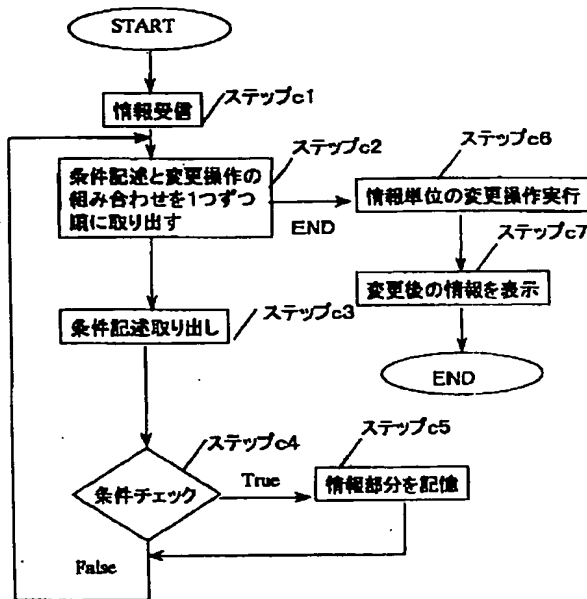 START
情報受信
ステップc1
条件記述と変更操作の
組み合わせを1つずつ
順に取り出す
ステップc2
END
ステップc6
情報単位の変更操作実行
ステップc7
変更後の情報を表示
END
条件記述取り出し
ステップc3
ステップc4
条件チェック
True
ステップc5
情報部分を記憶
False